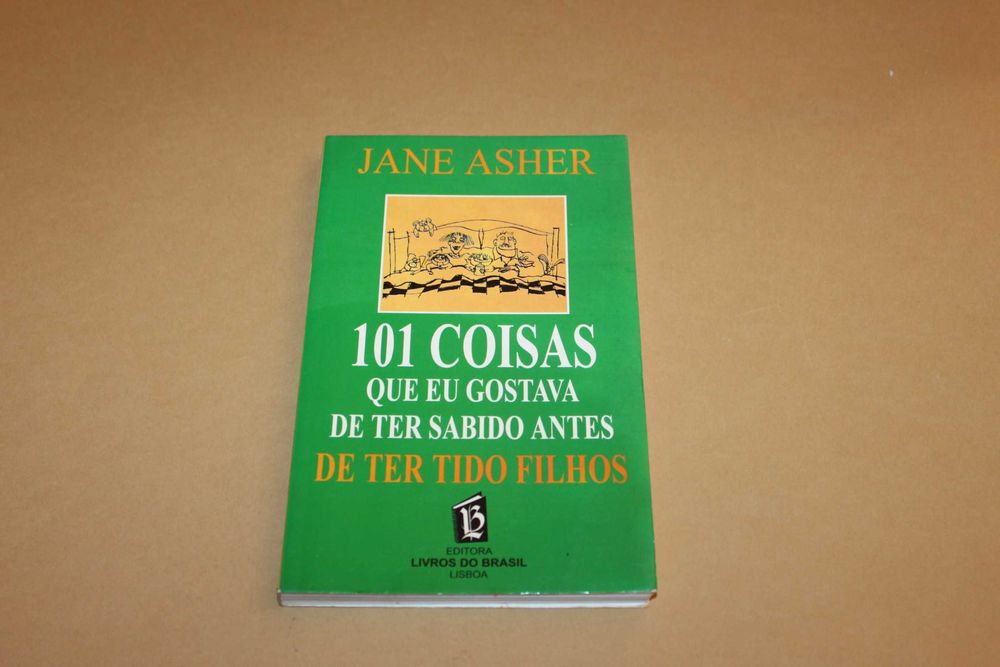 JANE ASHER
101 COISAS
QUE EU GOSTAVA
DE TER SABIDO ANTES
DE TER TIDO FILHOS
LB
EDITORA
LIVROS DO BRASIL
LISBOA